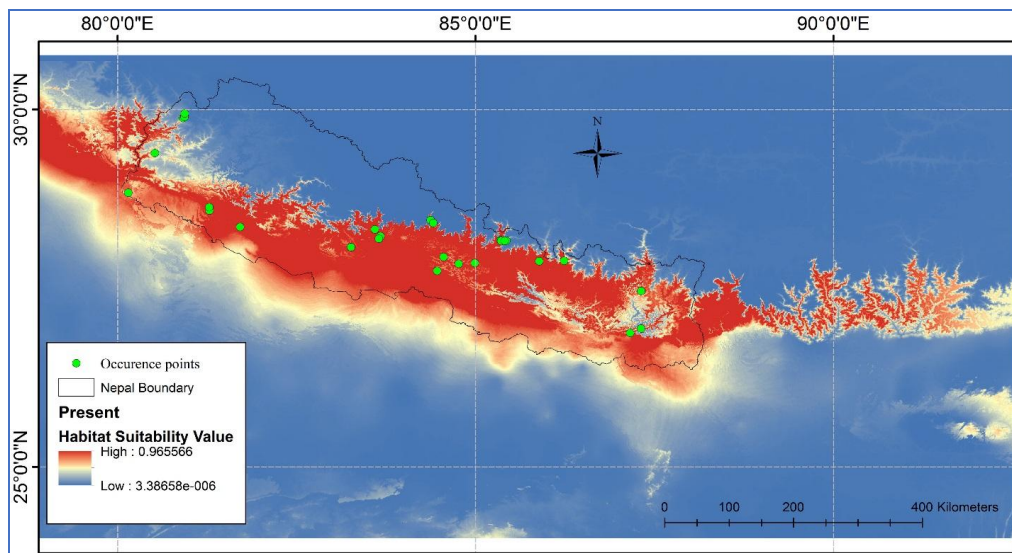 80°0'0"E 85°0'0"E 90°0'0"E
30°0'0"N
N
Occurence points
Nepal Boundary
Present
Habitat Suitability Value
High : 0.965566
Low : 3.38658e-006
25°0'0"N
0 100 200 400 Kilometers